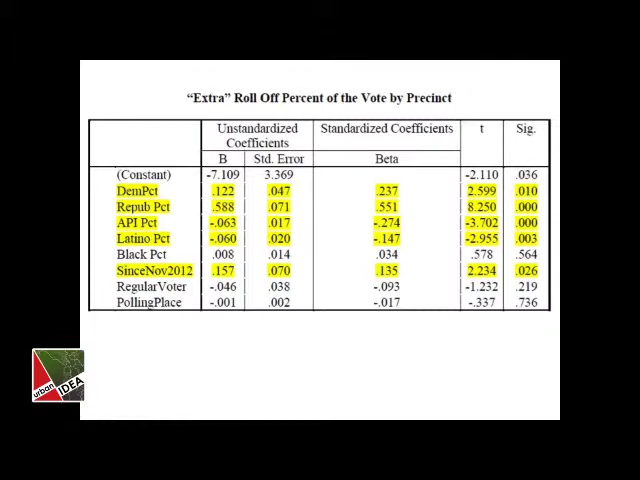 “Extra” Roll Off Percent of the Vote by Precinct
Unstandardized Coefficients Standardized Coefficients t Sig.
B Std. Error Beta
(Constant) -7.109 3.369 -2.110 .036
DemPct .122 .047 .237 2.599 .010
Repub Pct .588 .071 .551 8.250 .000
API Pct -.063 .017 -.274 -3.702 .000
Latino Pct -.060 .020 -.147 -2.955 .003
Black Pct .008 .014 .034 .578 .564
SinceNov2012 .157 .070 .135 2.234 .026
RegularVoter -.046 .038 -.093 -1.232 .219
PollingPlace -.001 .002 -.017 -.337 .736
urban IDEA